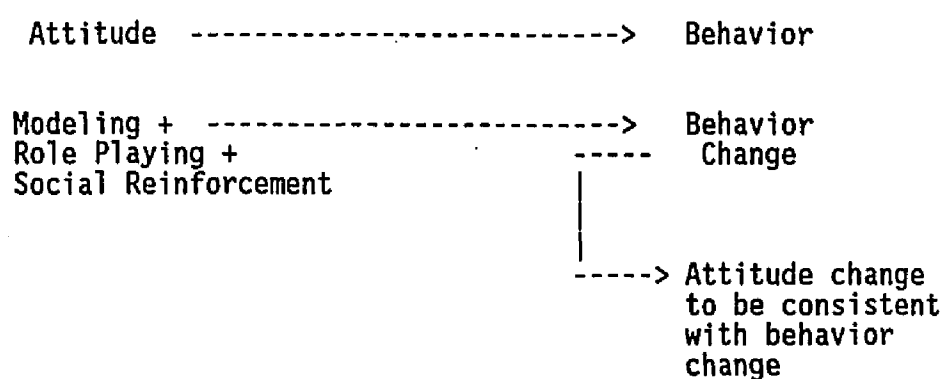 Attitude ---------------------------> Behavior
Modeling + --------------------------> Behavior
Role Playing + ----- Change
Social Reinforcement
-----> Attitude change
to be consistent
with behavior
change